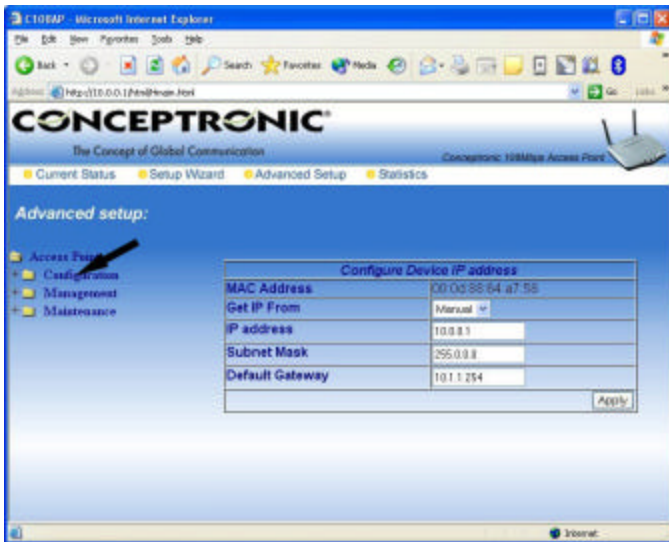 C108AP - Microsoft Internet Explorer
File Edit View Favorites Tools Help
Back Search Favorites Media
Address Go Links
CONCEPTRONIC
The Concept of Global Communication
Conceptronic 108Mbps Access Point
Current Status Setup Wizard Advanced Setup Statistics
Advanced setup:
Access Point
Configuration
Management
Maintenance
Configure Device IP address
MAC Address 00:0d:88:64:a7:58
Get IP From Manual
IP address 10.0.0.1
Subnet Mask 255.0.0.0
Default Gateway 10.1.1.254
Apply
Internet